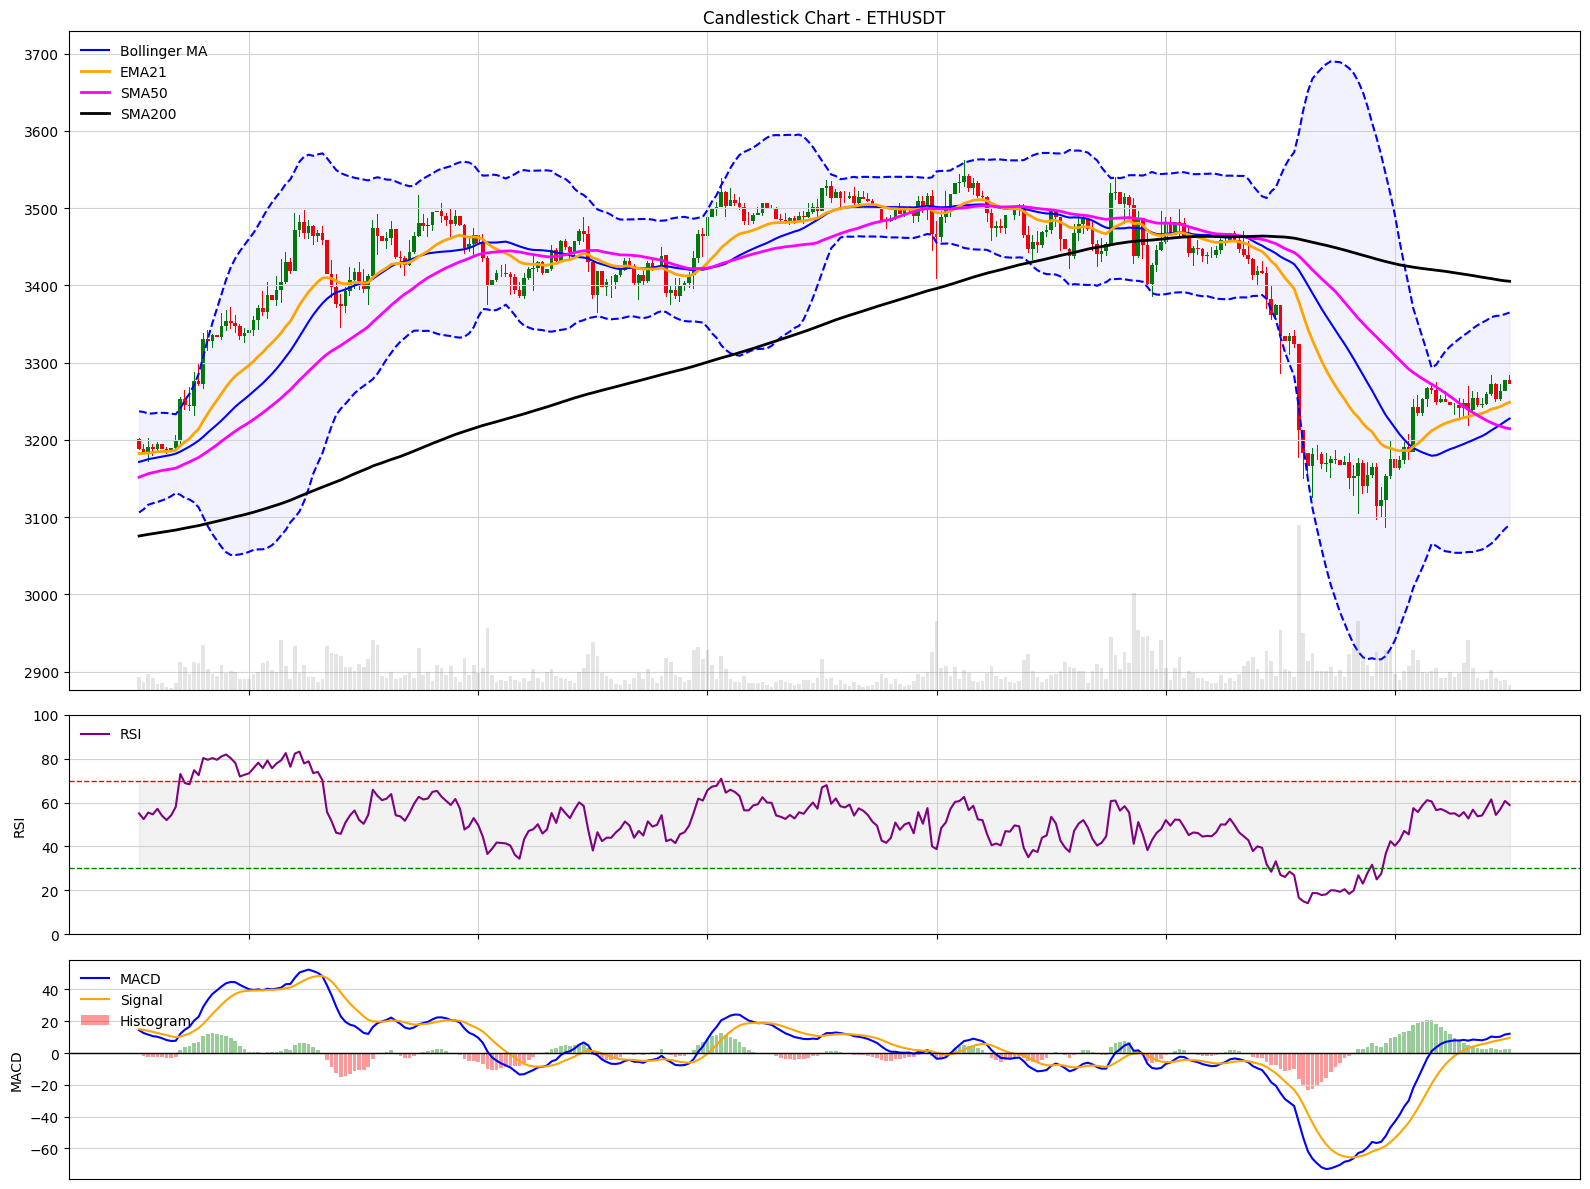 Candlestick Chart - ETHUSDT
Bollinger MA
EMA21
SMA50
SMA200
3700
3600
3500
3400
3300
3200
3100
3000
2900
RSI
100
80
60
40
20
0
RSI
MACD
Signal
Histogram
40
20
0
−20
−40
−60
MACD